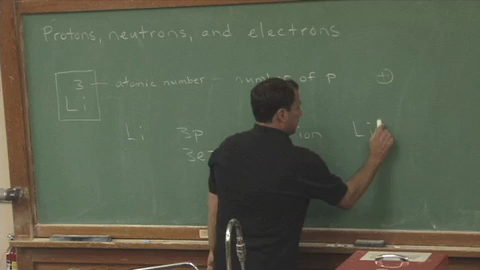 Protons, neutrons, and electrons
3 — atomic number — number of p (+)
Li
Li 3p ion Li
3e-